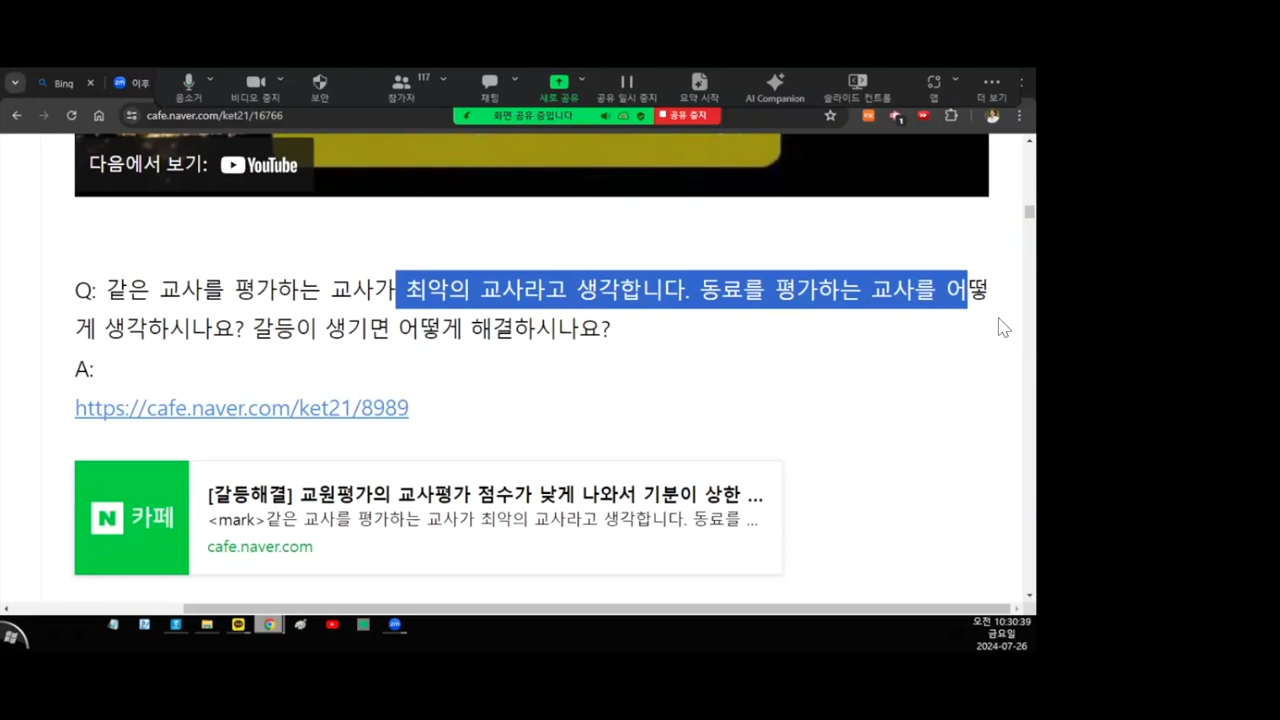 Bing
이후
음소거
비디오 중지
보안
117
참가자
채팅
새로 공유
공유 일시 중지
요약 시작
AI Companion
슬라이드 컨트롤
앱
더 보기
cafe.naver.com/ket21/16766
화면 공유 중입니다
공유 중지
다음에서 보기: YouTube
Q: 같은 교사를 평가하는 교사가 최악의 교사라고 생각합니다. 동료를 평가하는 교사를 어떻
게 생각하시나요? 갈등이 생기면 어떻게 해결하시나요?
A:
https://cafe.naver.com/ket21/8989
N 카페
[갈등해결] 교원평가의 교사평가 점수가 낮게 나와서 기분이 상한 ...
<mark>같은 교사를 평가하는 교사가 최악의 교사라고 생각합니다. 동료를 ...
cafe.naver.com
오전 10:30:39
금요일
2024-07-26